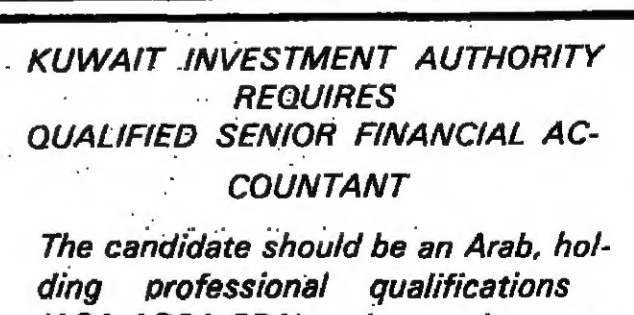 KUWAIT INVESTMENT AUTHORITY
REQUIRES
QUALIFIED SENIOR FINANCIAL AC-
COUNTANT
The candidate should be an Arab, hol-
ding professional qualifications